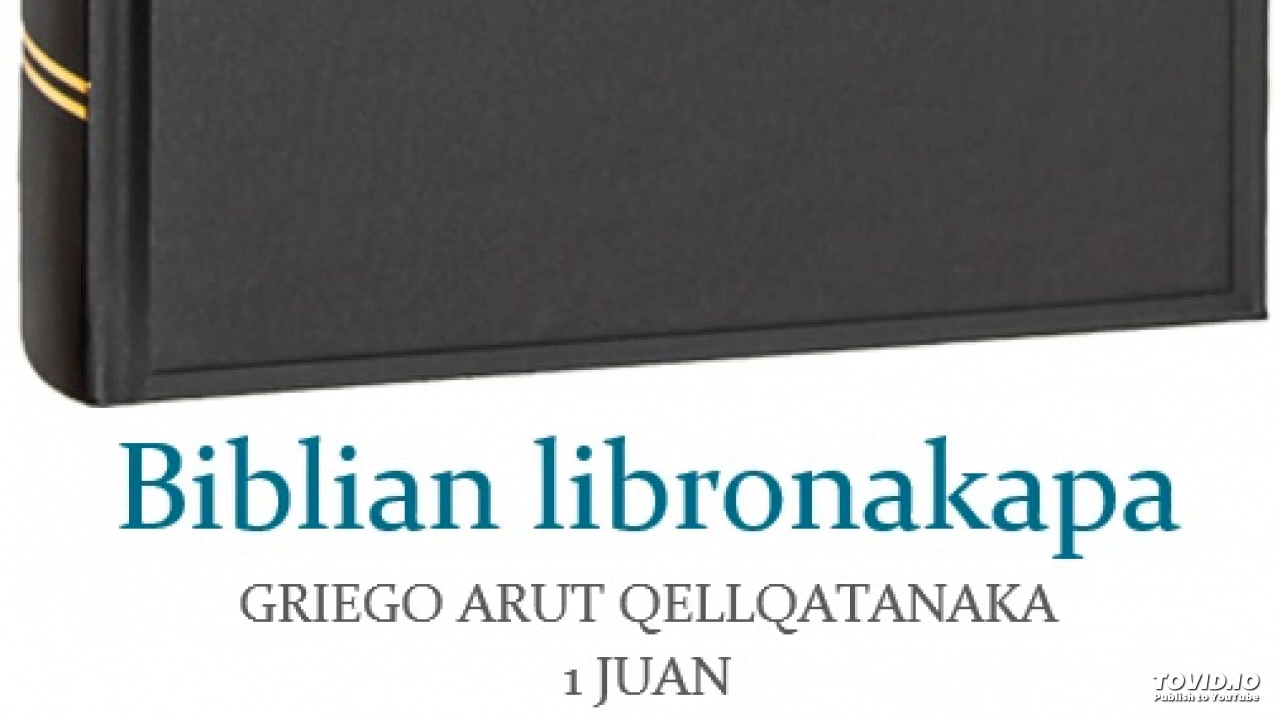 Biblian libronakapa
GRIEGO ARUT QELLQATANAKA
1 JUAN
TOVID.IO
Publish to YouTube